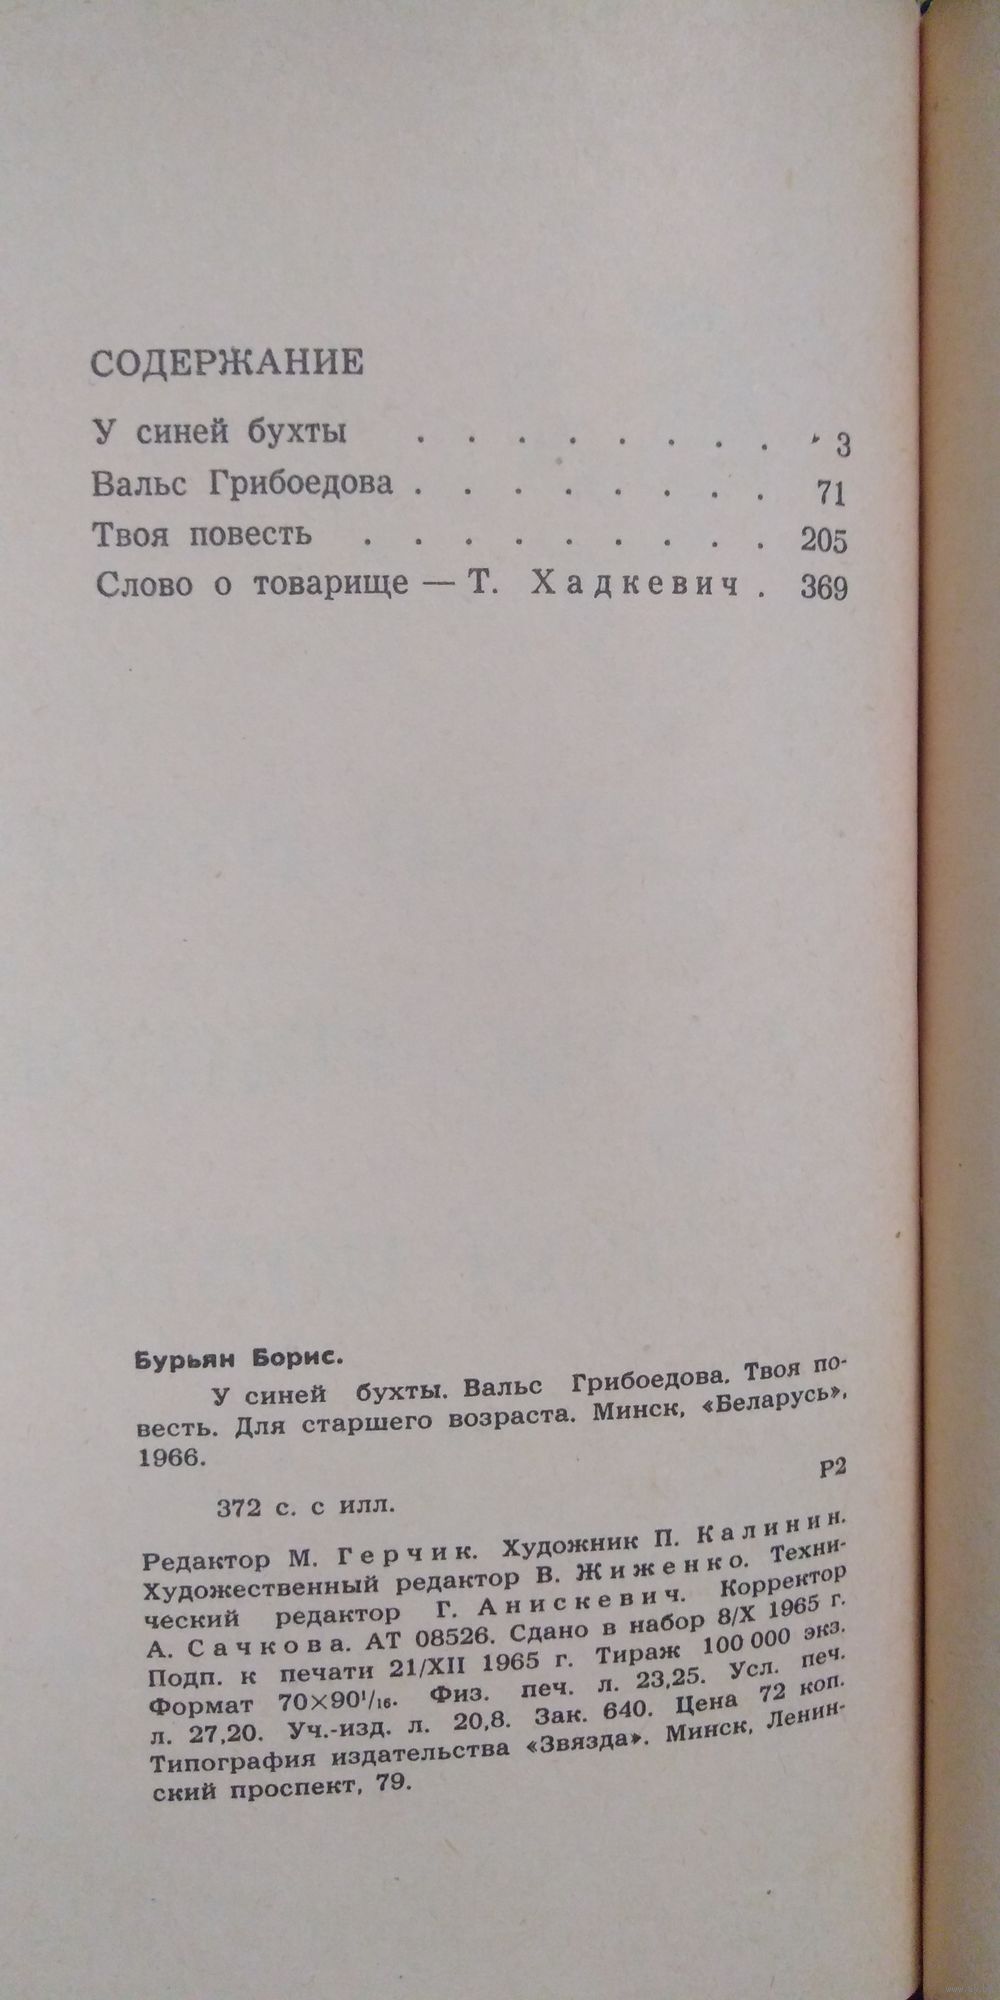 СОДЕРЖАНИЕ
У синей бухты . . . . . . . . . 3
Вальс Грибоедова . . . . . . . . 71
Твоя повесть . . . . . . . . . 205
Слово о товарище — Т. Хадкевич . 369
Бурьян Борис.
У синей бухты. Вальс Грибоедова. Твоя по-
весть. Для старшего возраста. Минск, «Беларусь»,
1966.
Р2
372 с. с илл.
Редактор М. Герчик. Художник П. Калинин.
Художественный редактор В. Жиженко. Техни-
ческий редактор Г. Анискевич. Корректор
А. Сачкова. АТ 08526. Сдано в набор 8/X 1965 г.
Подп. к печати 21/XII 1965 г. Тираж 100 000 экз.
Формат 70×90¹/₁₆. Физ. печ. л. 23,25. Усл. печ.
л. 27,20. Уч.-изд. л. 20,8. Зак. 640. Цена 72 коп.
Типография издательства «Звязда». Минск, Ленин-
ский проспект, 79.